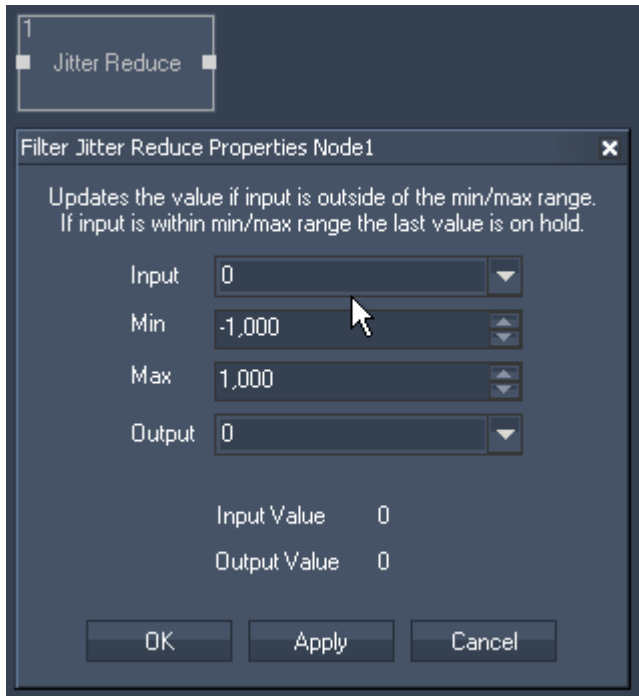 1
Jitter Reduce
Filter Jitter Reduce Properties Node1
Updates the value if input is outside of the min/max range.
If input is within min/max range the last value is on hold.
Input 0
Min -1,000
Max 1,000
Output 0
Input Value 0
Output Value 0
OK Apply Cancel